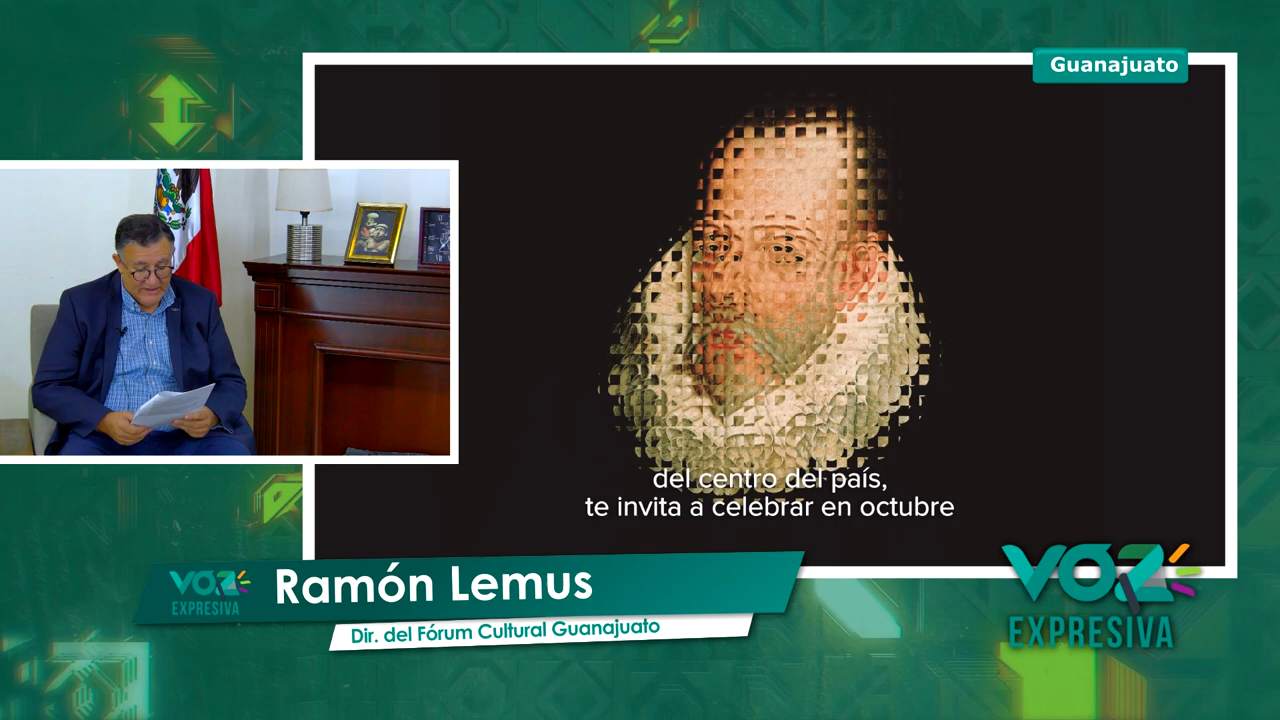 Guanajuato
del centro del país,
te invita a celebrar en octubre
VOZ
EXPRESIVA
Ramón Lemus
Dir. del Fórum Cultural Guanajuato
VOZ
EXPRESIVA